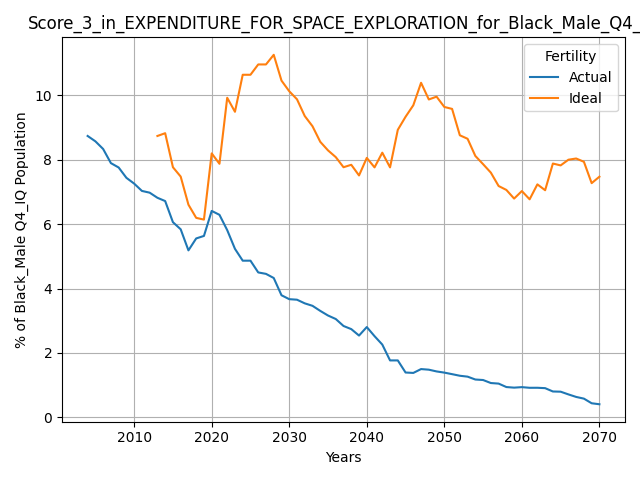 Score_3_in_EXPENDITURE_FOR_SPACE_EXPLORATION_for_Black_Male_Q4_
Fertility
Actual
Ideal
% of Black_Male Q4_IQ Population
10
8
6
4
2
0
2010 2020 2030 2040 2050 2060 2070
Years